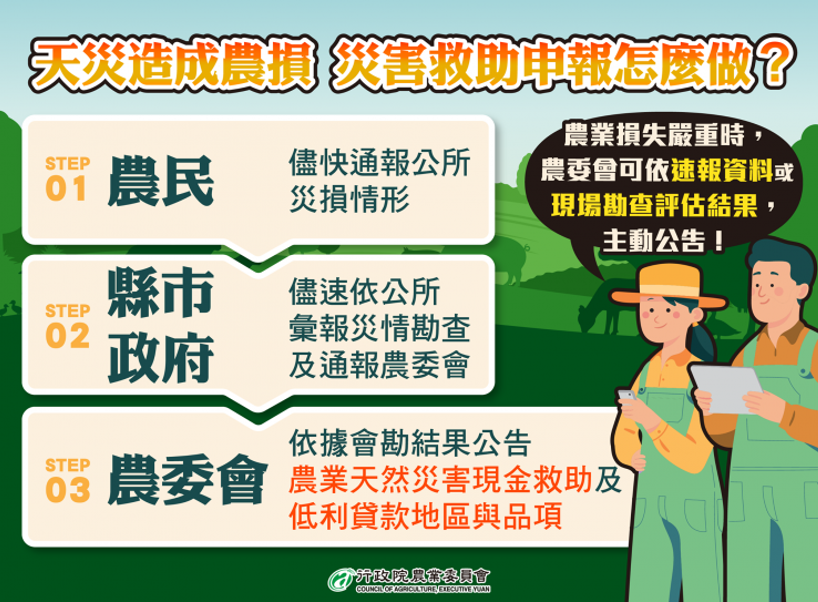 天災造成農損 災害救助申報怎麼做？
STEP
01
農民
儘快通報公所
災損情形
農業損失嚴重時，
農委會可依速報資料或
現場勘查評估結果，
主動公告！
STEP
02
縣市
政府
儘速依公所
彙報災情勘查
及通報農委會
STEP
03
農委會
依據會勘結果公告
農業天然災害現金救助及
低利貸款地區與品項
行政院農業委員會
COUNCIL OF AGRICULTURE, EXECUTIVE YUAN